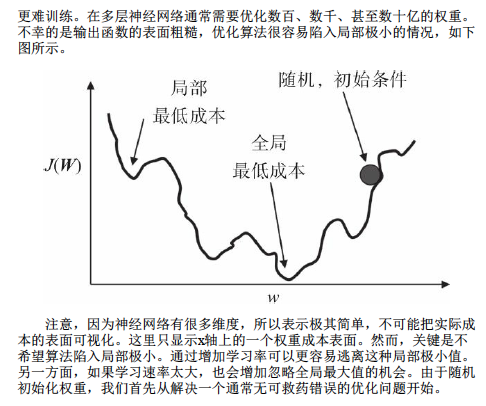 更难训练。在多层神经网络通常需要优化数百、数千、甚至数十亿的权重。
不幸的是输出函数的表面粗糙，优化算法很容易陷入局部极小的情况，如下
图所示。
局部
最低成本
随机，初始条件
全局
最低成本
J(W)
w
注意，因为神经网络有很多维度，所以表示极其简单，不可能把实际成
本的表面可视化。这里只显示x轴上的一个权重成本表面。然而，关键是不
希望算法陷入局部极小。通过增加学习率可以更容易逃离这种局部极小值。
另一方面，如果学习速率太大，也会增加忽略全局最大值的机会。由于随机
初始化权重，我们首先从解决一个通常无可救药错误的优化问题开始。